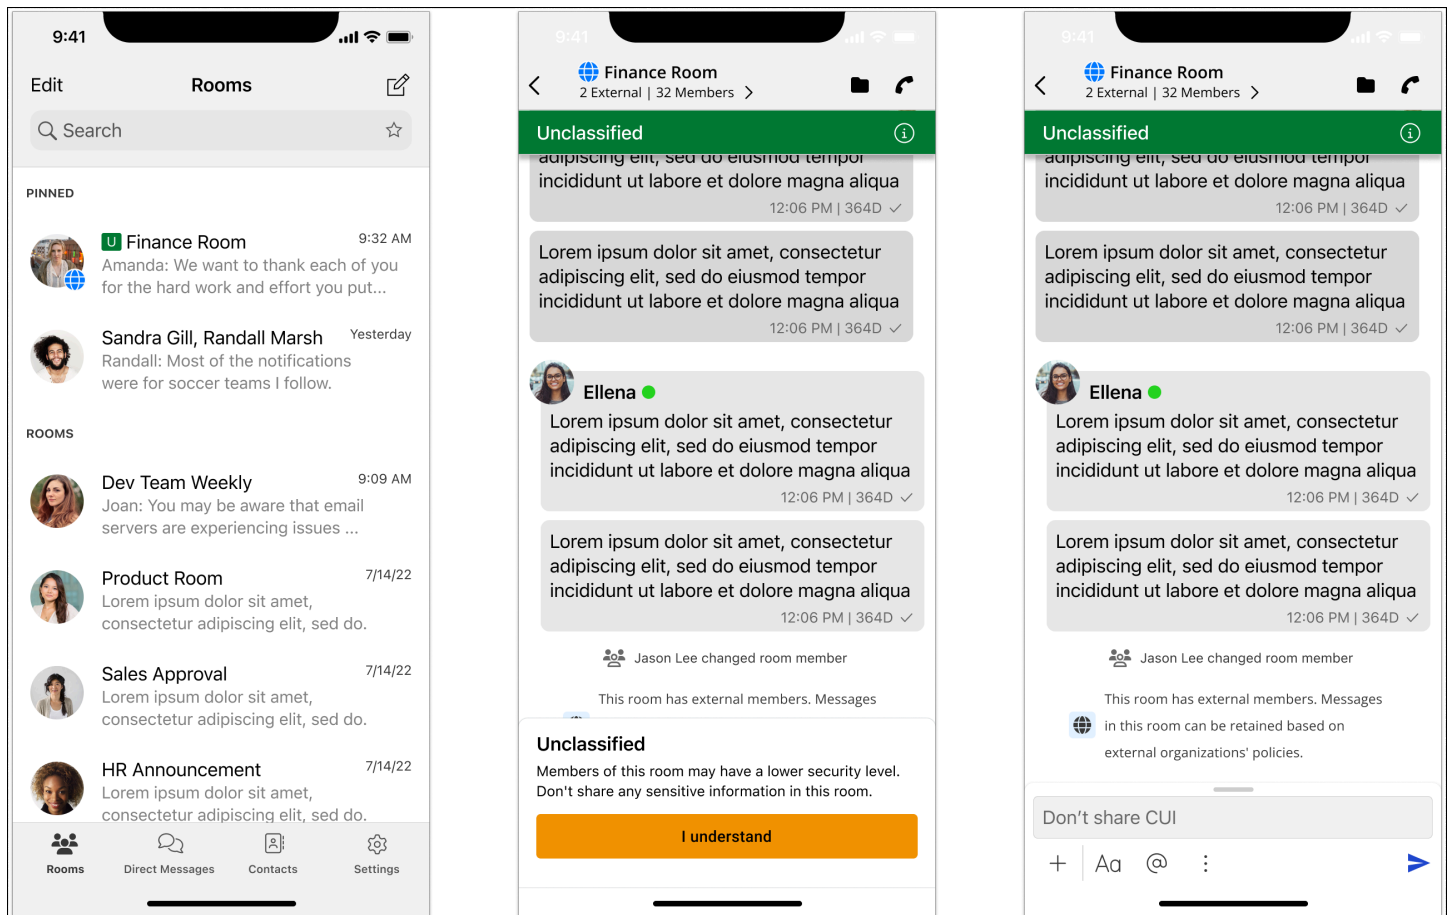 9:41
Edit
Rooms
Search
PINNED
U Finance Room
9:32 AM
Amanda: We want to thank each of you
for the hard work and effort you put...
Sandra Gill, Randall Marsh
Yesterday
Randall: Most of the notifications
were for soccer teams I follow.
ROOMS
Dev Team Weekly
9:09 AM
Joan: You may be aware that email
servers are experiencing issues ...
Product Room
7/14/22
Lorem ipsum dolor sit amet,
consectetur adipiscing elit, sed do.
Sales Approval
7/14/22
Lorem ipsum dolor sit amet,
consectetur adipiscing elit, sed do.
HR Announcement
7/14/22
Lorem ipsum dolor sit amet,
consectetur adipiscing elit, sed do.
Rooms
Direct Messages
Contacts
Settings
9:41
Finance Room
2 External | 32 Members
Unclassified
adipiscing elit, sed do eiusmod tempor
incididunt ut labore et dolore magna aliqua
12:06 PM | 364D
Lorem ipsum dolor sit amet, consectetur
adipiscing elit, sed do eiusmod tempor
incididunt ut labore et dolore magna aliqua
12:06 PM | 364D
Ellena
Lorem ipsum dolor sit amet, consectetur
adipiscing elit, sed do eiusmod tempor
incididunt ut labore et dolore magna aliqua
12:06 PM | 364D
Lorem ipsum dolor sit amet, consectetur
adipiscing elit, sed do eiusmod tempor
incididunt ut labore et dolore magna aliqua
12:06 PM | 364D
Jason Lee changed room member
This room has external members. Messages
Unclassified
Members of this room may have a lower security level.
Don't share any sensitive information in this room.
I understand
9:41
Finance Room
2 External | 32 Members
Unclassified
adipiscing elit, sed do eiusmod tempor
incididunt ut labore et dolore magna aliqua
12:06 PM | 364D
Lorem ipsum dolor sit amet, consectetur
adipiscing elit, sed do eiusmod tempor
incididunt ut labore et dolore magna aliqua
12:06 PM | 364D
Ellena
Lorem ipsum dolor sit amet, consectetur
adipiscing elit, sed do eiusmod tempor
incididunt ut labore et dolore magna aliqua
12:06 PM | 364D
Lorem ipsum dolor sit amet, consectetur
adipiscing elit, sed do eiusmod tempor
incididunt ut labore et dolore magna aliqua
12:06 PM | 364D
Jason Lee changed room member
This room has external members. Messages
in this room can be retained based on
external organizations' policies.
Don't share CUI
Aa @